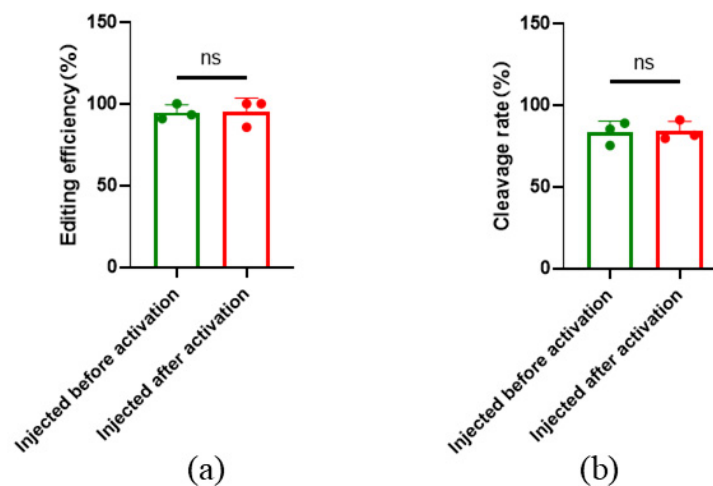 150
ns
100
50
0
Editing efficiency (%)
Injected before activation
Injected after activation
(a)
150
ns
100
50
0
Cleavage rate (%)
Injected before activation
Injected after activation
(b)